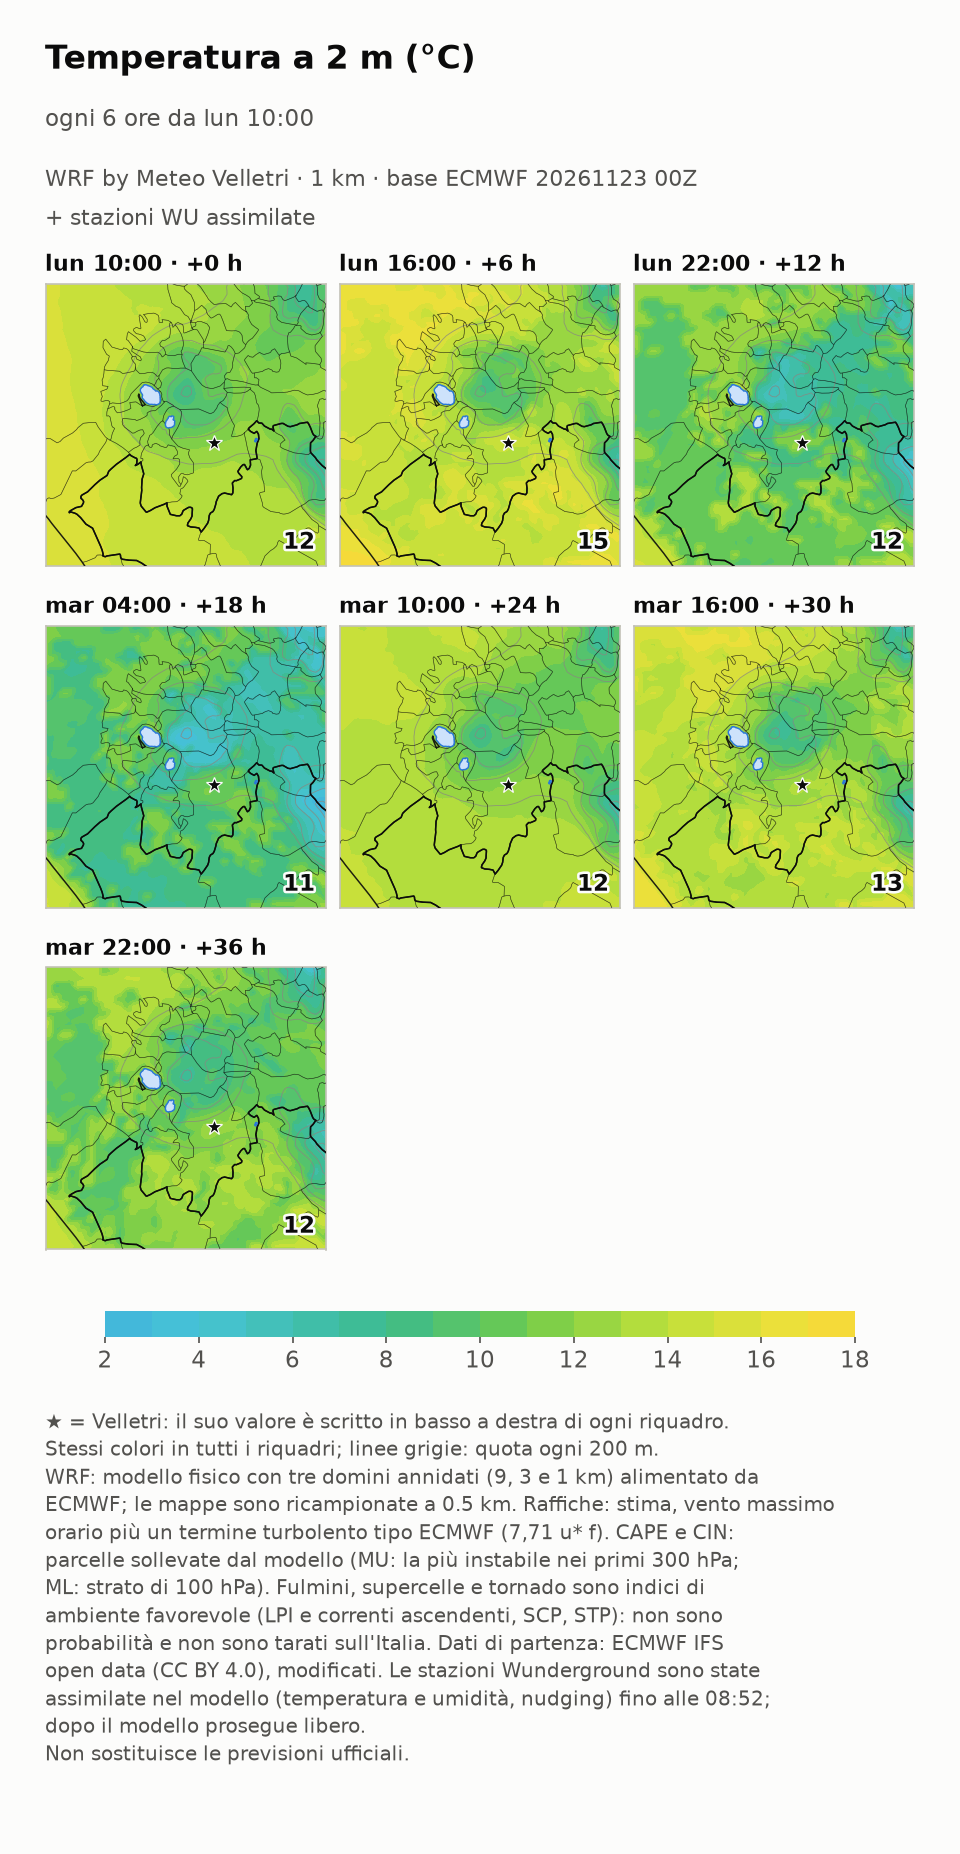 Temperatura a 2 m (°C)
ogni 6 ore da lun 10:00
WRF by Meteo Velletri · 1 km · base ECMWF 20261123 00Z
+ stazioni WU assimilate
lun 10:00 · +0 h
lun 16:00 · +6 h
lun 22:00 · +12 h
12
15
12
mar 04:00 · +18 h
mar 10:00 · +24 h
mar 16:00 · +30 h
11
12
13
mar 22:00 · +36 h
12
2 4 6 8 10 12 14 16 18
★ = Velletri: il suo valore è scritto in basso a destra di ogni riquadro.
Stessi colori in tutti i riquadri; linee grigie: quota ogni 200 m.
WRF: modello fisico con tre domini annidati (9, 3 e 1 km) alimentato da
ECMWF; le mappe sono ricampionate a 0.5 km. Raffiche: stima, vento massimo
orario più un termine turbolento tipo ECMWF (7,71 u* f). CAPE e CIN:
parcelle sollevate dal modello (MU: la più instabile nei primi 300 hPa;
ML: strato di 100 hPa). Fulmini, supercelle e tornado sono indici di
ambiente favorevole (LPI e correnti ascendenti, SCP, STP): non sono
probabilità e non sono tarati sull'Italia. Dati di partenza: ECMWF IFS
open data (CC BY 4.0), modificati. Le stazioni Wunderground sono state
assimilate nel modello (temperatura e umidità, nudging) fino alle 08:52;
dopo il modello prosegue libero.
Non sostituisce le previsioni ufficiali.